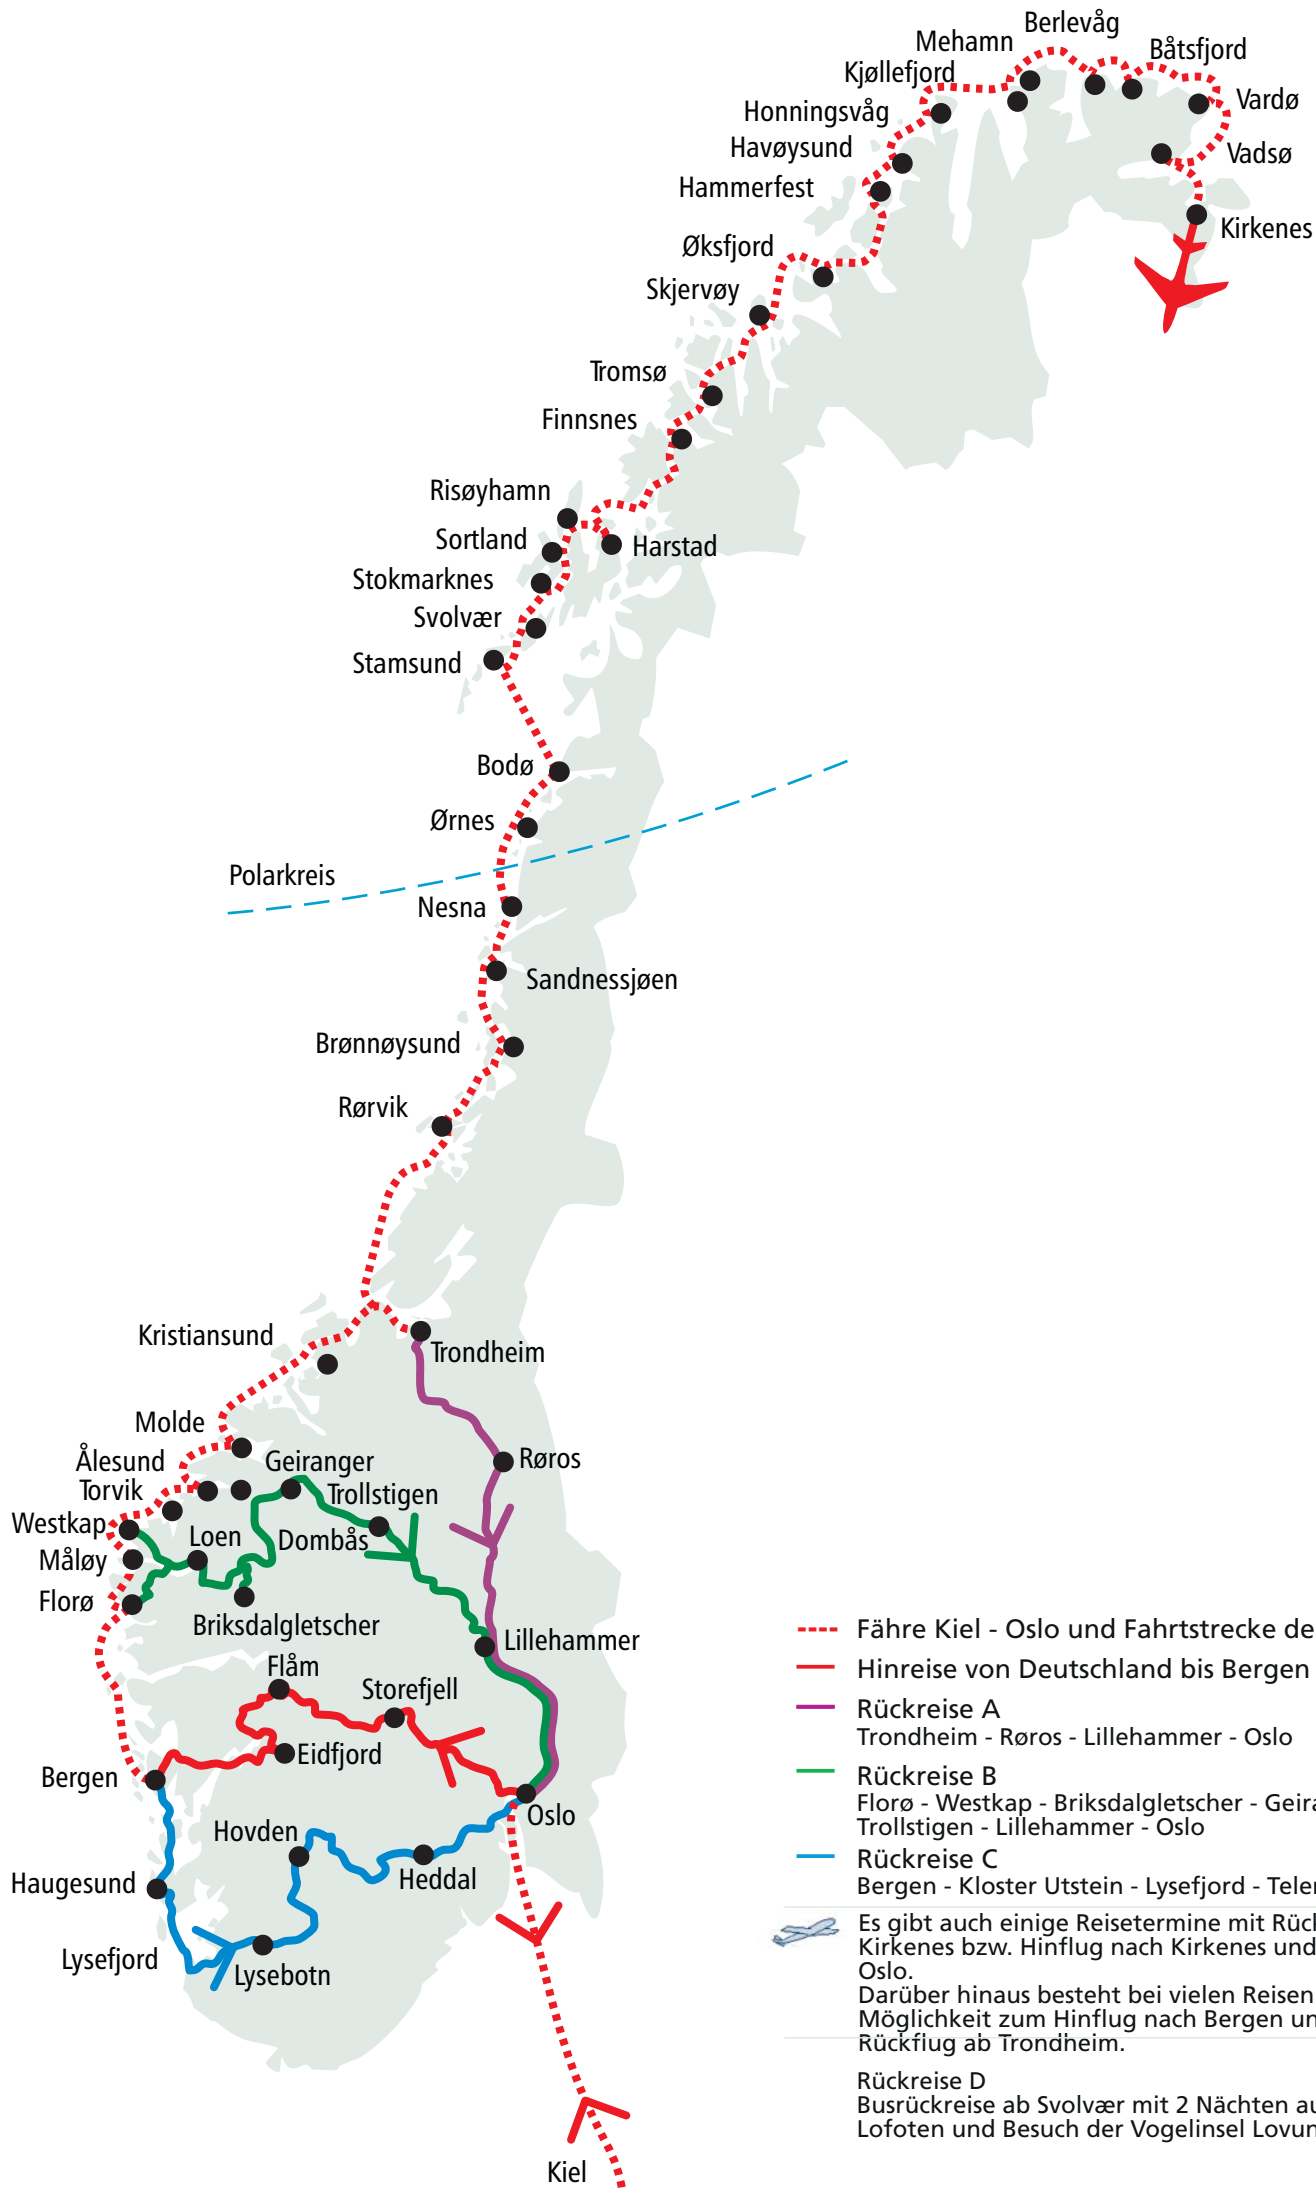 Berlevåg
Mehamn
Båtsfjord
Kjøllefjord
Vardø
Honningsvåg
Havøysund
Vadsø
Hammerfest
Kirkenes
Øksfjord
Skjervøy
Tromsø
Finnsnes
Risøyhamn
Sortland
Harstad
Stokmarknes
Svolvær
Stamsund
Bodø
Ørnes
Polarkreis
Nesna
Sandnessjøen
Brønnøysund
Rørvik
Kristiansund
Trondheim
Molde
Ålesund
Geiranger
Røros
Torvik
Trollstigen
Westkap
Loen
Dombås
Måløy
Florø
Briksdalgletscher
Lillehammer
Flåm
Storefjell
Eidfjord
Bergen
Oslo
Hovden
Heddal
Haugesund
Lysefjord
Lysebotn
Kiel
Fähre Kiel - Oslo und Fahrtstrecke de
Hinreise von Deutschland bis Bergen
Rückreise A
Trondheim - Røros - Lillehammer - Oslo
Rückreise B
Florø - Westkap - Briksdalgletscher - Geira
Trollstigen - Lillehammer - Oslo
Rückreise C
Bergen - Kloster Utstein - Lysefjord - Teler
Es gibt auch einige Reisetermine mit Rück
Kirkenes bzw. Hinflug nach Kirkenes und
Oslo.
Darüber hinaus besteht bei vielen Reisen
Möglichkeit zum Hinflug nach Bergen un
Rückflug ab Trondheim.
Rückreise D
Busrückreise ab Svolvær mit 2 Nächten au
Lofoten und Besuch der Vogelinsel Lovun